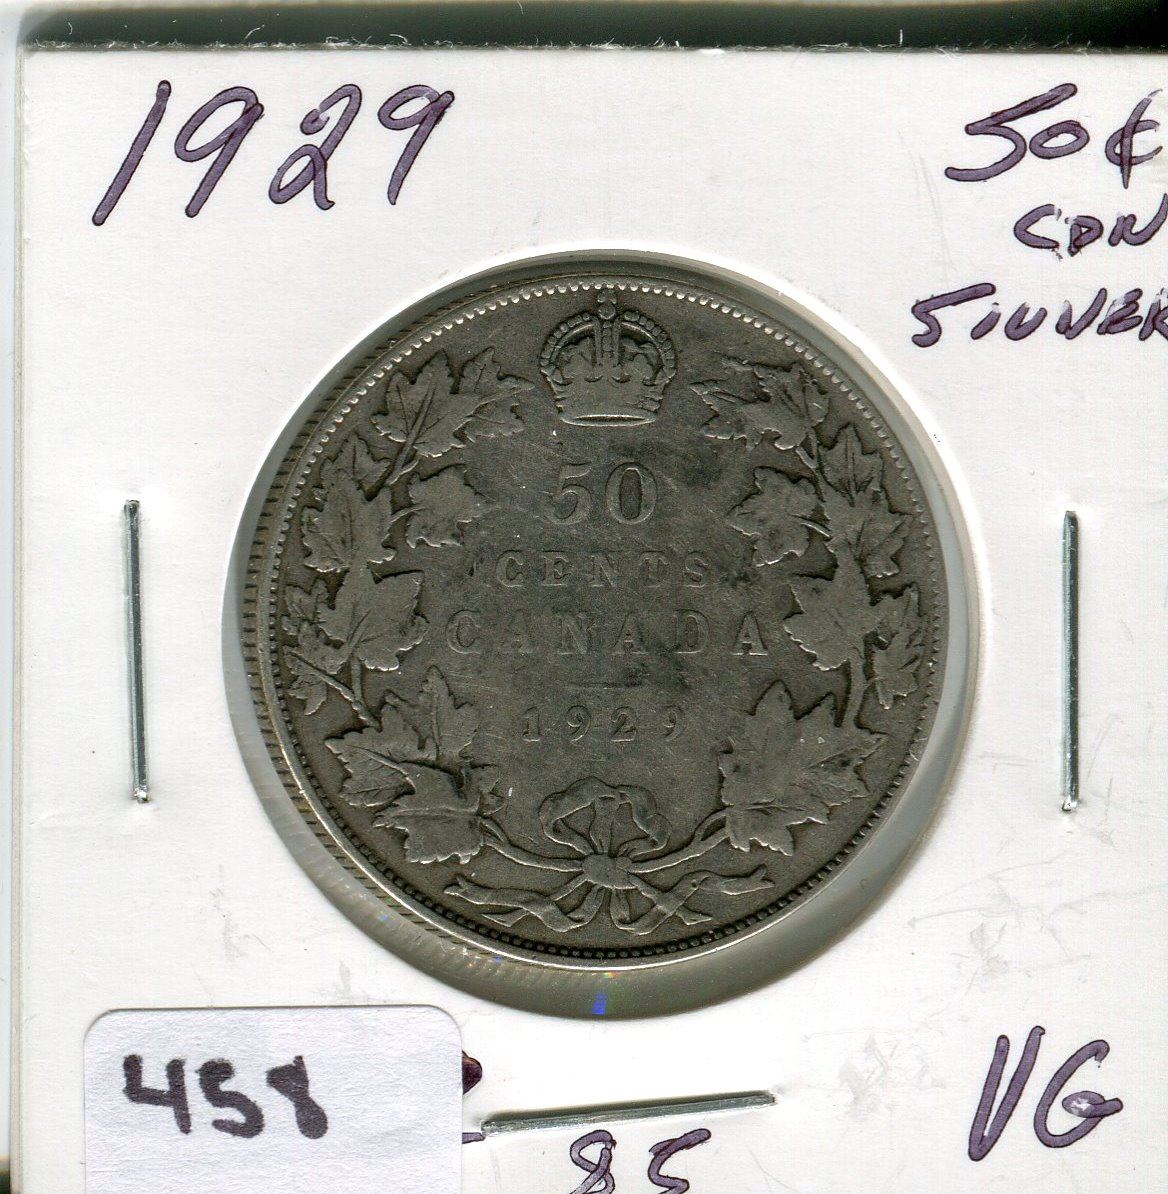 1929
50¢
CDN
SILVER
50
CENTS
CANADA
1929
458
85
VG